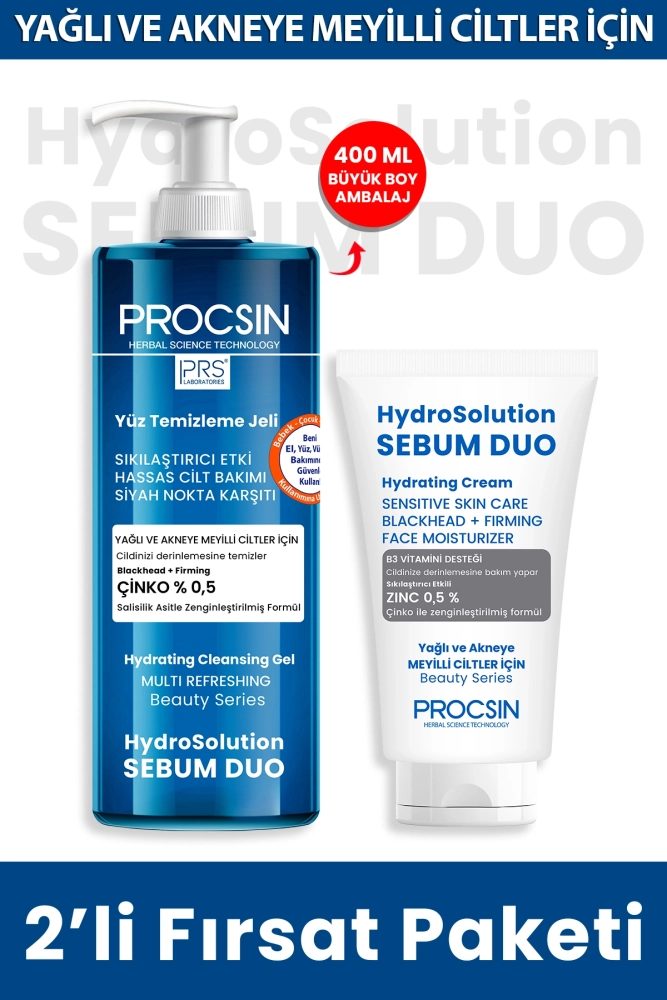 YAĞLI VE AKNEYE MEYİLLİ CİLTLER İÇİN
HydroSolution
SEBUM DUO
400 ML
BÜYÜK BOY
AMBALAJ
PROCSIN
HERBAL SCIENCE TECHNOLOGY
PRS
LABORATORIES
Yüz Temizleme Jeli
SIKILAŞTIRICI ETKİ
HASSAS CİLT BAKIMI
SİYAH NOKTA KARŞITI
Bebek - Çocuk
Beni
El, Yüz,
Bakımın
Güvenl
Kullan
Kullanımına U
YAĞLI VE AKNEYE MEYİLLİ CİLTLER İÇİN
Cildinizi derinlemesine temizler
Blackhead + Firming
ÇİNKO % 0,5
Salisilik Asitle Zenginleştirilmiş Formül
Hydrating Cleansing Gel
MULTI REFRESHING
Beauty Series
HydroSolution
SEBUM DUO
HydroSolution
SEBUM DUO
Hydrating Cream
SENSITIVE SKIN CARE
BLACKHEAD + FIRMING
FACE MOISTURIZER
B3 VİTAMİNİ DESTEĞİ
Cildinize derinlemesine bakım yapar
Sıkılaştırıcı Etkili
ZINC 0,5 %
Çinko ile zenginleştirilmiş formül
Yağlı ve Akneye
MEYİLLİ CİLTLER İÇİN
Beauty Series
PROCSIN
HERBAL SCIENCE TECHNOLOGY
2'li Fırsat Paketi